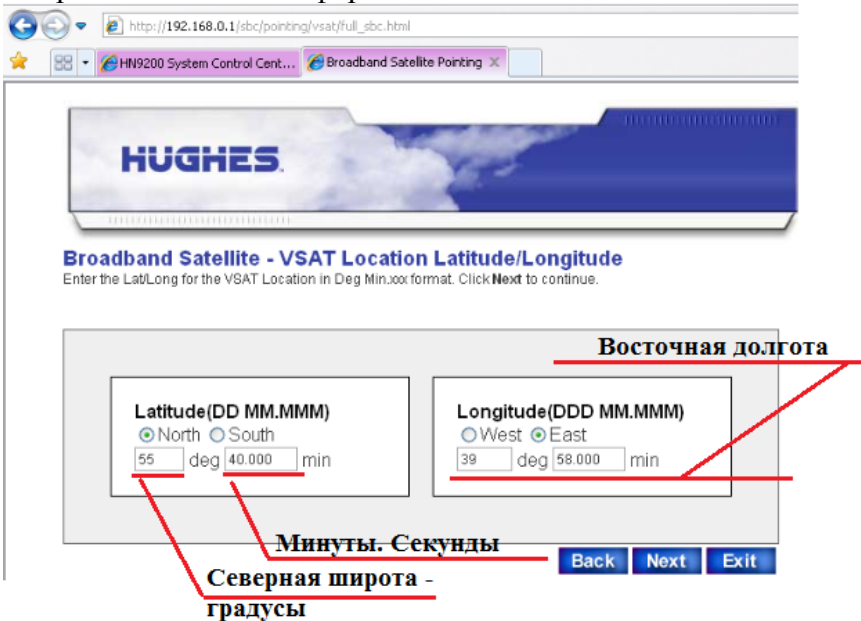 http://192.168.0.1/sbc/pointing/vsat/full_sbc.html
HN9200 System Control Cent...
Broadband Satellite Pointing
HUGHES.
Broadband Satellite - VSAT Location Latitude/Longitude
Enter the Lat/Long for the VSAT Location in Deg Min.xxx format. Click Next to continue.
Восточная долгота
Latitude(DD MM.MMM)
North South
55 deg 40.000 min
Longitude(DDD MM.MMM)
West East
39 deg 58.000 min
Минуты. Секунды
Северная широта -
градусы
Back Next Exit